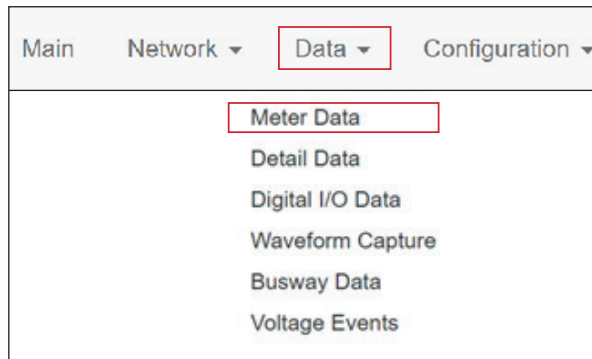 Main Network Data Configuration
Meter Data
Detail Data
Digital I/O Data
Waveform Capture
Busway Data
Voltage Events